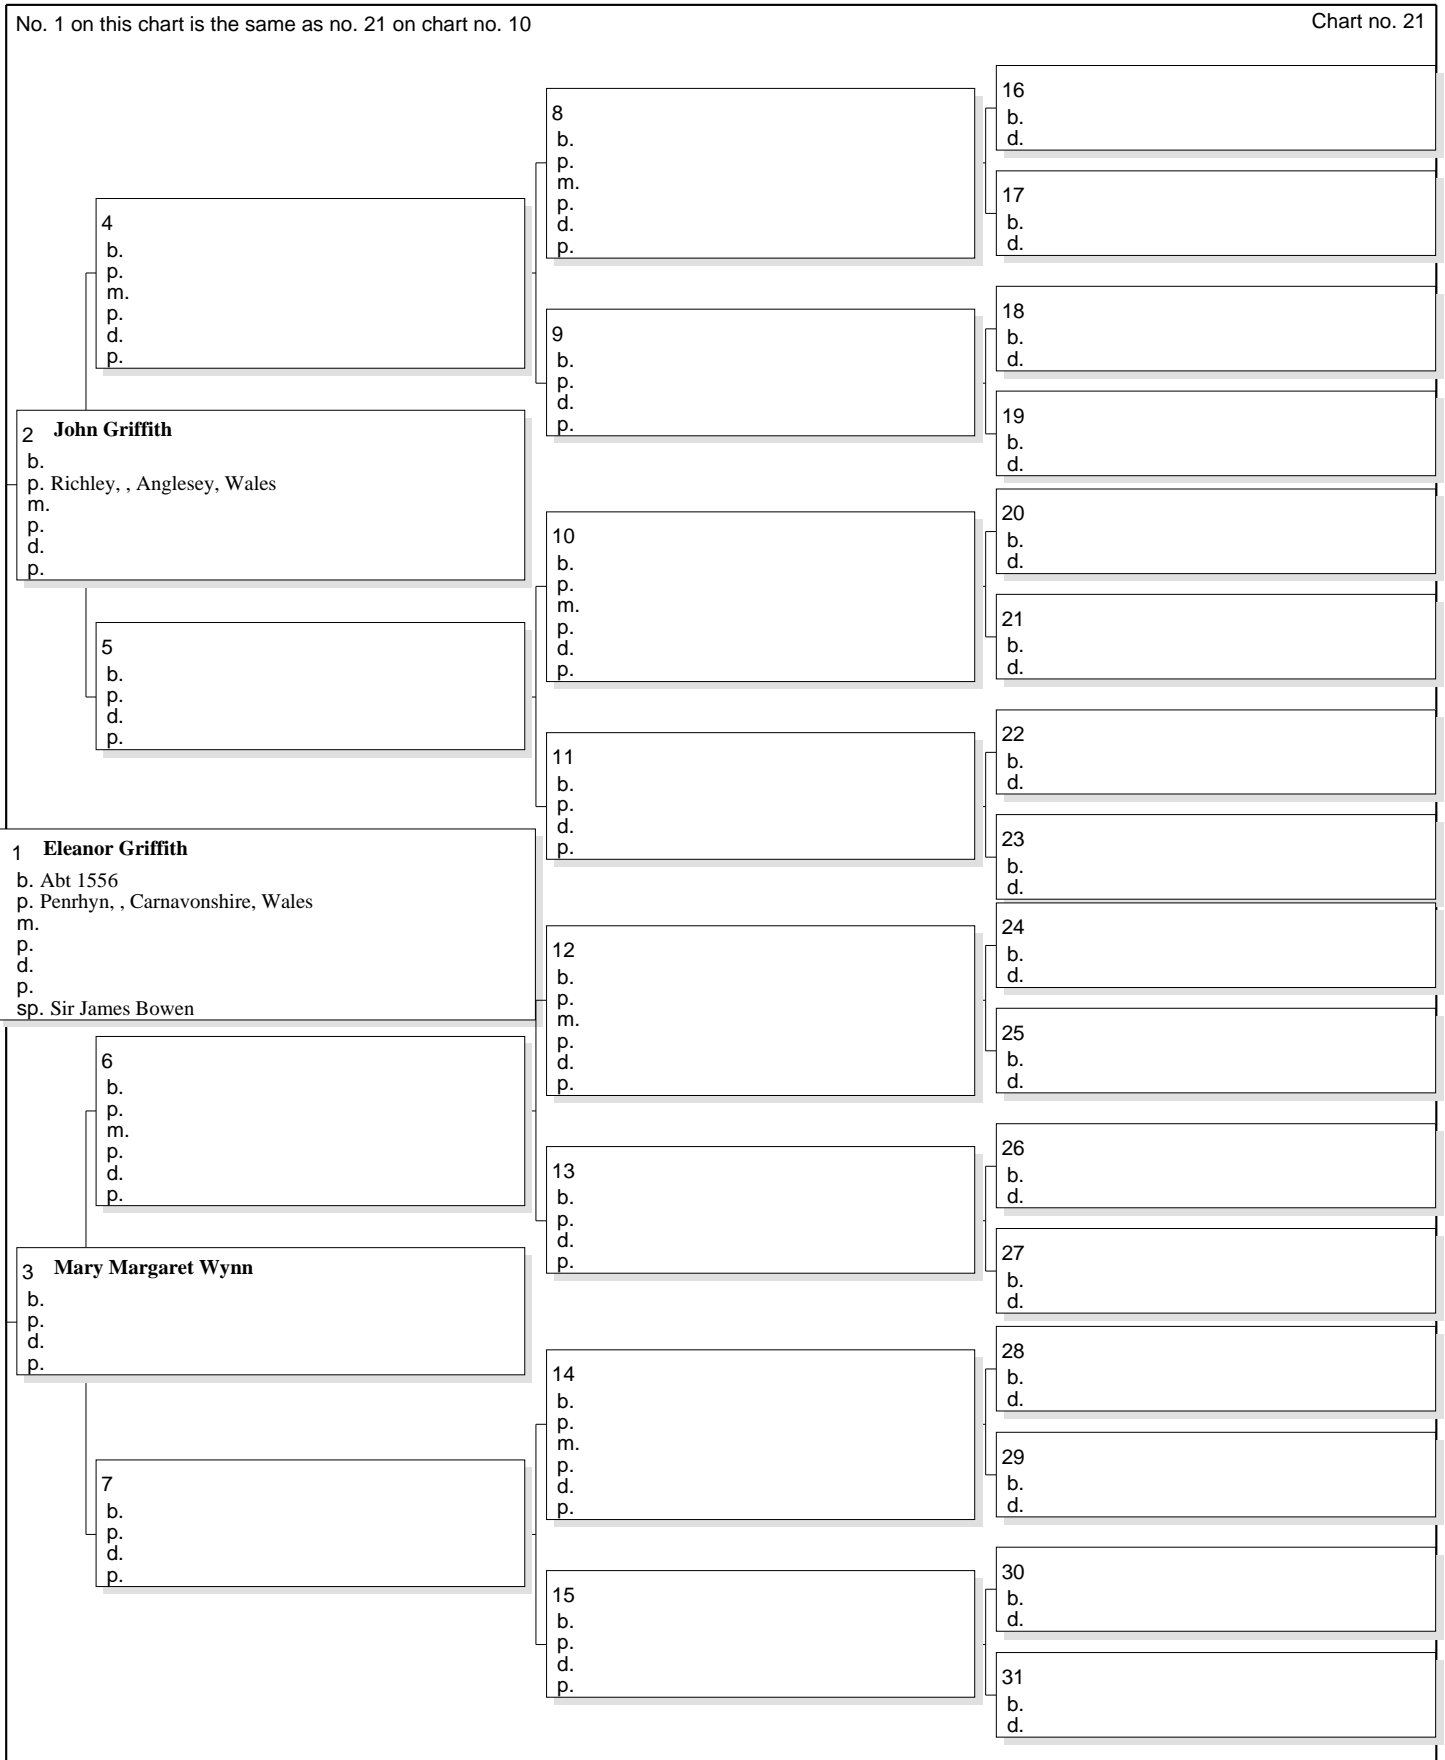 No. 1 on this chart is the same as no. 21 on chart no. 10
Chart no. 21
1 Eleanor Griffith
b. Abt 1556
p. Penrhyn, , Carnavonshire, Wales
m.
p.
d.
p.
sp. Sir James Bowen
2 John Griffith
b.
p. Richley, , Anglesey, Wales
m.
p.
d.
p.
3 Mary Margaret Wynn
b.
p.
d.
p.
4
b.
p.
m.
p.
d.
p.
5
b.
p.
d.
p.
6
b.
p.
m.
p.
d.
p.
7
b.
p.
d.
p.
8
b.
p.
m.
p.
d.
p.
9
b.
p.
d.
p.
10
b.
p.
m.
p.
d.
p.
11
b.
p.
d.
p.
12
b.
p.
m.
p.
d.
p.
13
b.
p.
d.
p.
14
b.
p.
m.
p.
d.
p.
15
b.
p.
d.
p.
16
b.
d.
17
b.
d.
18
b.
d.
19
b.
d.
20
b.
d.
21
b.
d.
22
b.
d.
23
b.
d.
24
b.
d.
25
b.
d.
26
b.
d.
27
b.
d.
28
b.
d.
29
b.
d.
30
b.
d.
31
b.
d.